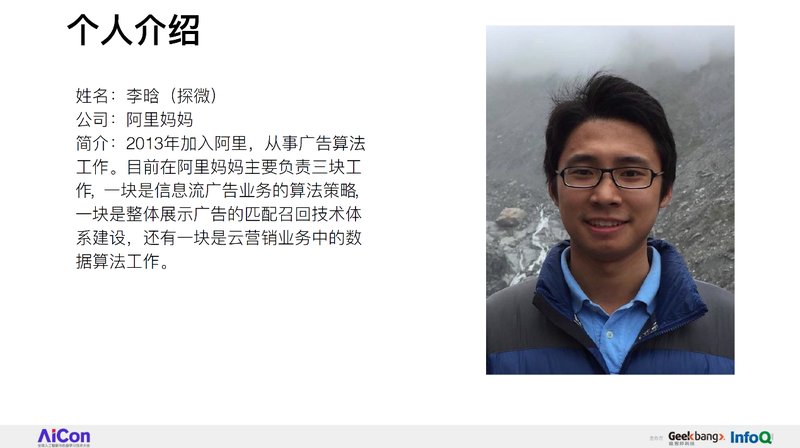 个人介绍
姓名：李晗（探微）
公司：阿里妈妈
简介：2013年加入阿里，从事广告算法
工作。目前在阿里妈妈主要负责三块工
作, 一块是信息流广告业务的算法策略,
一块是整体展示广告的匹配召回技术体
系建设，还有一块是云营销业务中的数
据算法工作。
AiCon
Geekbang>.
InfoQ